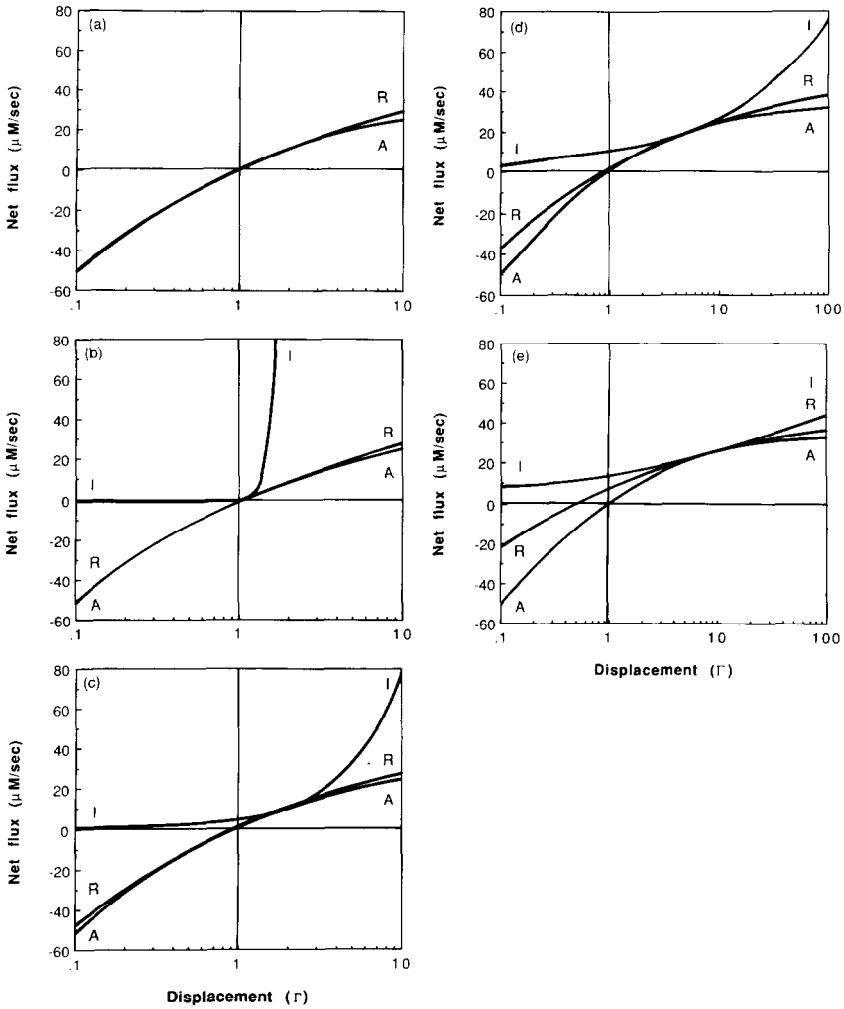 (a)
Net flux (μM/sec)
80
60
40
20
0
-20
-40
-60
R
A
.1
1
10
(b)
Net flux (μM/sec)
80
60
40
20
0
-20
-40
-60
I
I
R
A
R
A
.1
1
10
(c)
Net flux (μM/sec)
80
60
40
20
0
-20
-40
-60
I
R
A
I
R
A
.1
1
10
Displacement (Γ)
(d)
Net flux (μM/sec)
80
60
40
20
0
-20
-40
-60
I
R
A
I
R
A
.1
1
10
100
(e)
Net flux (μM/sec)
80
60
40
20
0
-20
-40
-60
I
R
A
I
R
A
.1
1
10
100
Displacement (Γ)